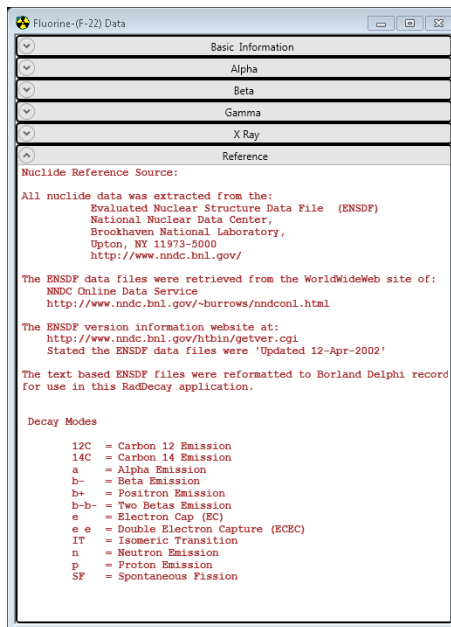 Fluorine-(F-22) Data
Basic Information
Alpha
Beta
Gamma
X Ray
Reference
Nuclide Reference Source:
All nuclide data was extracted from the:
Evaluated Nuclear Structure Data File (ENSDF)
National Nuclear Data Center,
Brookhaven National Laboratory,
Upton, NY 11973-5000
http://www.nndc.bnl.gov/
The ENSDF data files were retrieved from the WorldWideWeb site of:
NNDC Online Data Service
http://www.nndc.bnl.gov/~burrows/nndconl.html
The ENSDF version information website at:
http://www.nndc.bnl.gov/htbin/getver.cgi
Stated the ENSDF data files were 'Updated 12-Apr-2002'
The text based ENSDF files were reformatted to Borland Delphi record
for use in this RadDecay application.
Decay Modes
12C = Carbon 12 Emission
14C = Carbon 14 Emission
a = Alpha Emission
b- = Beta Emission
b+ = Positron Emission
b-b- = Two Betas Emission
e = Electron Cap (EC)
e e = Double Electron Capture (ECEC)
IT = Isomeric Transition
n = Neutron Emission
p = Proton Emission
SF = Spontaneous Fission